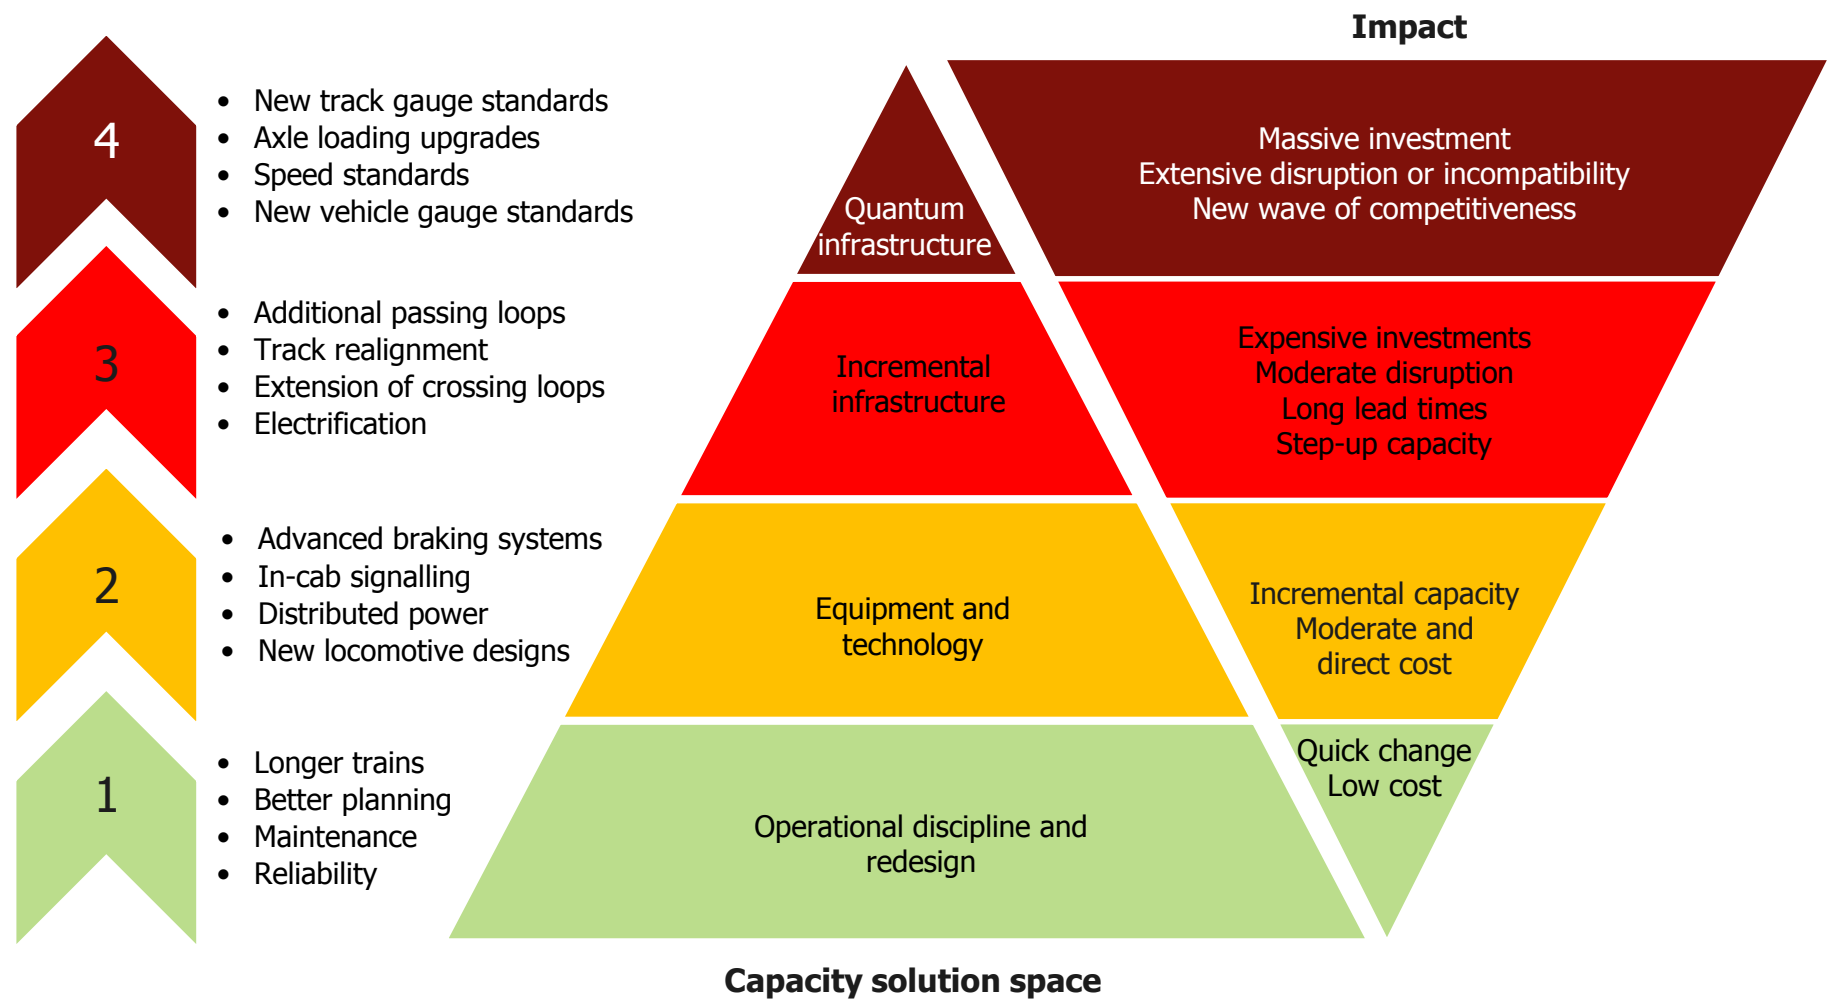 Impact
4
• New track gauge standards
• Axle loading upgrades
• Speed standards
• New vehicle gauge standards
Quantum
infrastructure
Massive investment
Extensive disruption or incompatibility
New wave of competitiveness
3
• Additional passing loops
• Track realignment
• Extension of crossing loops
• Electrification
Incremental
infrastructure
Expensive investments
Moderate disruption
Long lead times
Step-up capacity
2
• Advanced braking systems
• In-cab signalling
• Distributed power
• New locomotive designs
Equipment and
technology
Incremental capacity
Moderate and
direct cost
1
• Longer trains
• Better planning
• Maintenance
• Reliability
Operational discipline and
redesign
Quick change
Low cost
Capacity solution space